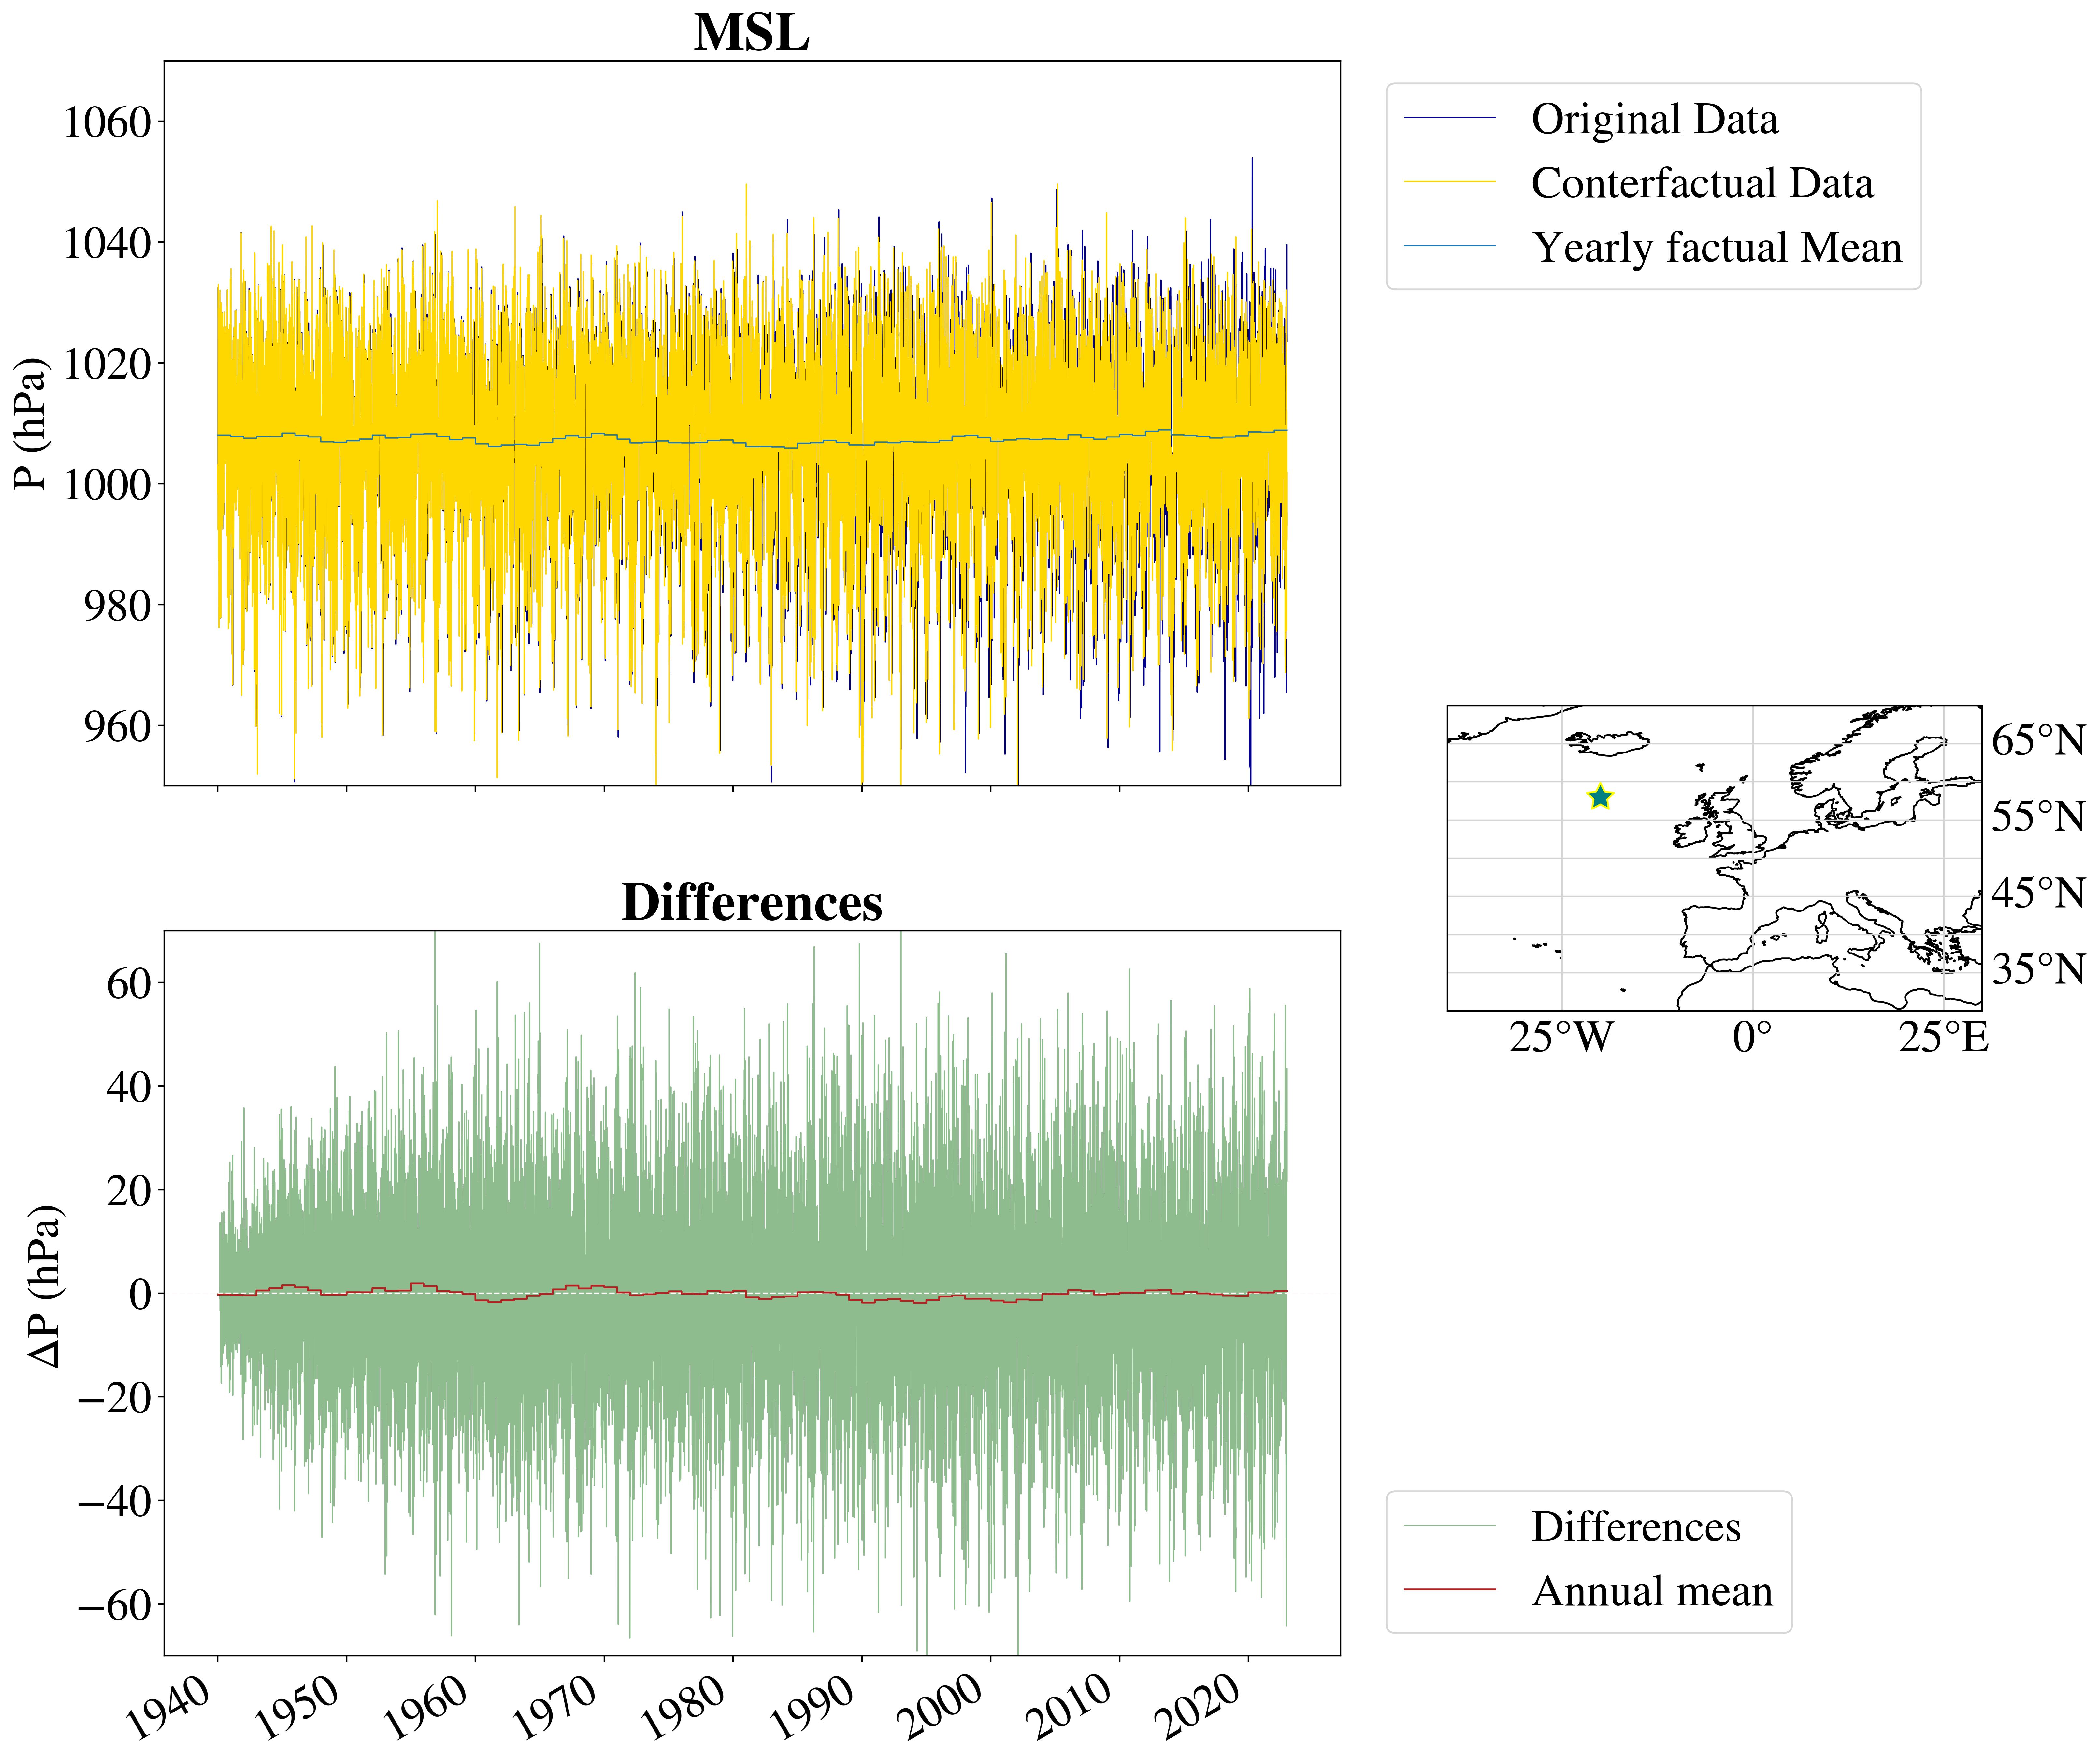 MSL
P (hPa)
1060
1040
1020
1000
980
960
Original Data
Conterfactual Data
Yearly factual Mean
65°N
55°N
45°N
35°N
25°W 0° 25°E
Differences
ΔP (hPa)
60
40
20
0
−20
−40
−60
1940 1950 1960 1970 1980 1990 2000 2010 2020
Differences
Annual mean